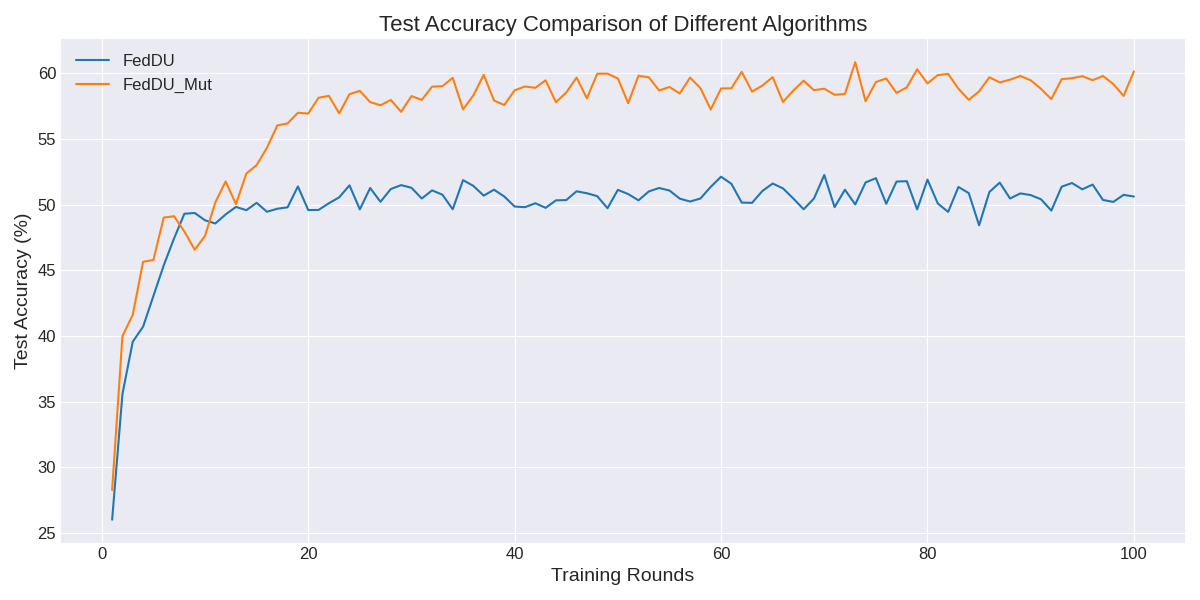 Test Accuracy Comparison of Different Algorithms
FedDU
FedDU_Mut
Test Accuracy (%)
60
55
50
45
40
35
30
25
0 20 40 60 80 100
Training Rounds